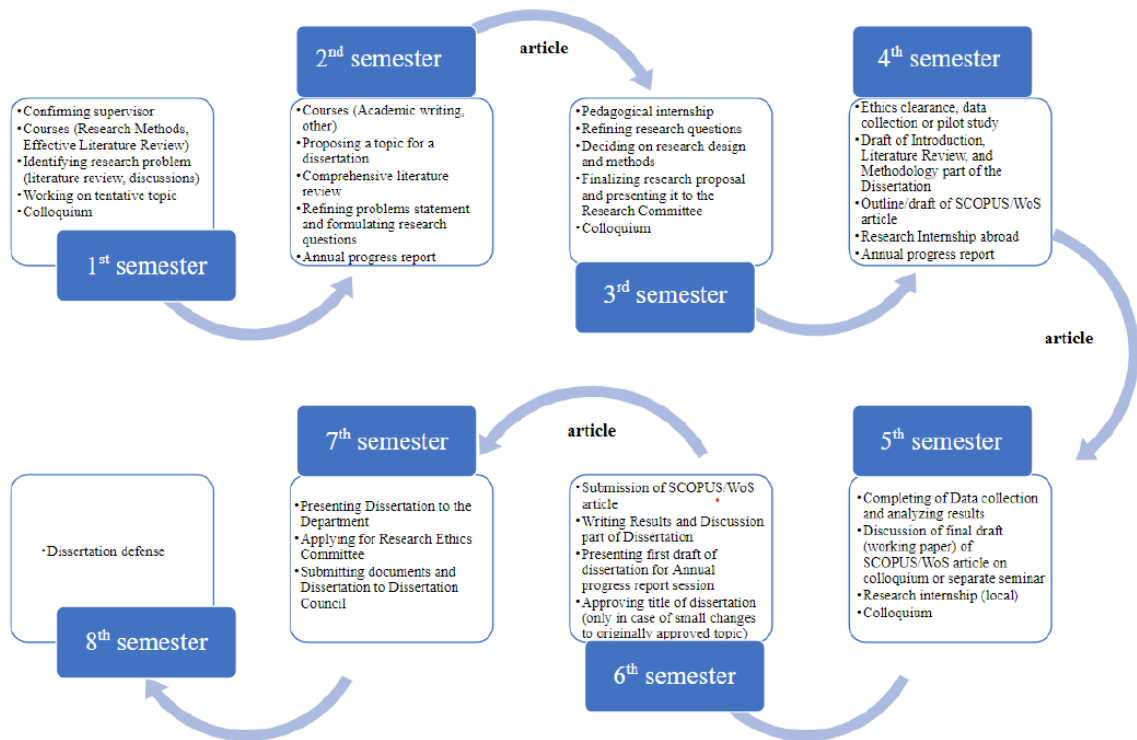 2nd semester
article
4th semester
•Confirming supervisor
•Courses (Research Methods,
Effective Literature Review)
•Identifying research problem
(literature review, discussions)
•Working on tentative topic
•Colloquium
1st semester
•Courses (Academic writing,
other)
•Proposing a topic for a
dissertation
•Comprehensive literature
review
•Refining problems statement
and formulating research
questions
•Annual progress report
•Pedagogical internship
•Refining research questions
•Deciding on research design
and methods
•Finalizing research proposal
and presenting it to the
Research Committee
•Colloquium
3rd semester
•Ethics clearance, data
collection or pilot study
•Draft of Introduction,
Literature Review, and
Methodology part of the
Dissertation
•Outline/draft of SCOPUS/WoS
article
•Research Internship abroad
•Annual progress report
article
7th semester
article
5th semester
•Dissertation defense
8th semester
•Presenting Dissertation to the
Department
•Applying for Research Ethics
Committee
•Submitting documents and
Dissertation to Dissertation
Council
•Submission of SCOPUS/WoS
article
•Writing Results and Discussion
part of Dissertation
•Presenting first draft of
dissertation for Annual
progress report session
•Approving title of dissertation
(only in case of small changes
to originally approved topic)
6th semester
•Completing of Data collection
and analyzing results
•Discussion of final draft
(working paper) of
SCOPUS/WoS article on
colloquium or separate seminar
•Research internship (local)
•Colloquium